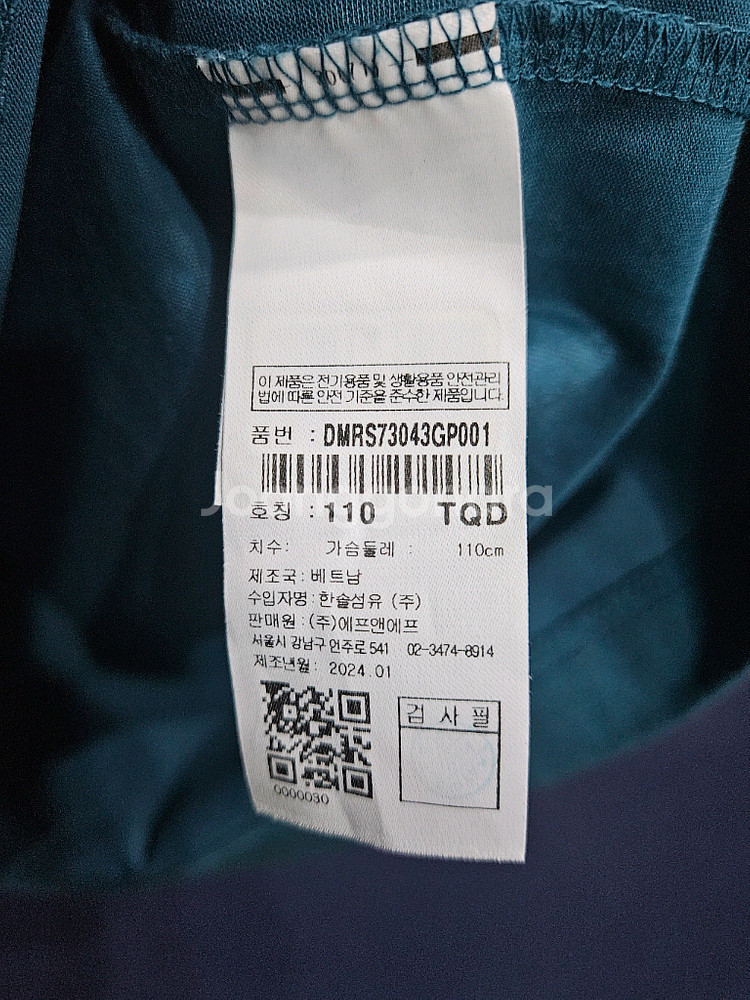 이 제품은 전기용품 및 생활용품 안전관리
법에 따른 안전 기준을 준수한 제품입니다.
품번 : DMRS73043GP001
호칭 : 110 TQD
치수: 가슴둘레 : 110cm
제조국: 베트남
수입자명: 한솔섬유 (주)
판매원 : (주)에프앤에프
서울시 강남구 언주로 541 02-3474-8914
제조년월: 2024.01
검 사 필
0000030